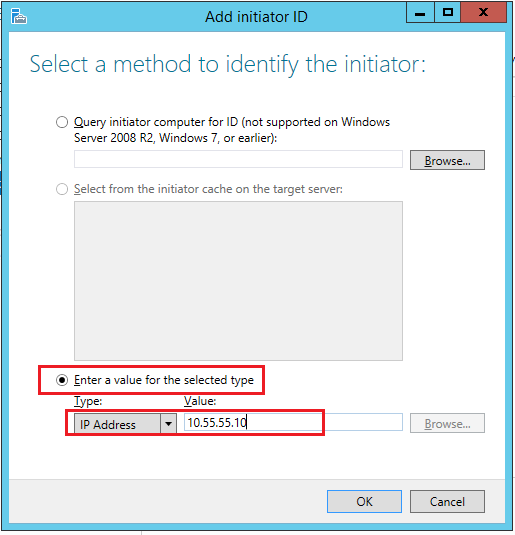 Add initiator ID
Select a method to identify the initiator:
Query initiator computer for ID (not supported on Windows
Server 2008 R2, Windows 7, or earlier):
Browse...
Select from the initiator cache on the target server:
Enter a value for the selected type
Type: Value:
IP Address 10.55.55.10 Browse...
OK Cancel